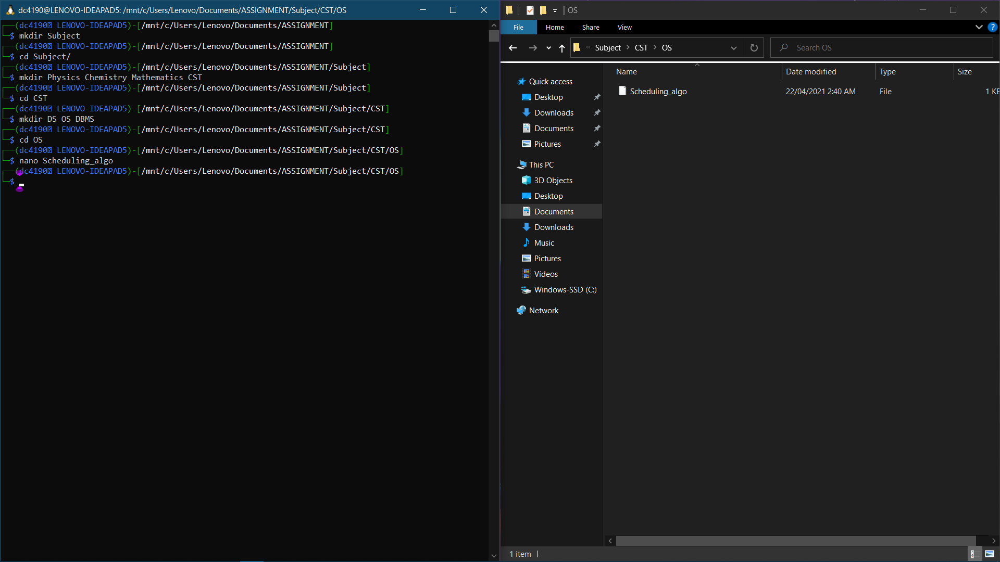 dc4190@LENOVO-IDEAPAD5: /mnt/c/Users/Lenovo/Documents/ASSIGNMENT/Subject/CST/OS
┌──(dc4190 LENOVO-IDEAPAD5)-[/mnt/c/Users/Lenovo/Documents/ASSIGNMENT]
└─$ mkdir Subject
┌──(dc4190 LENOVO-IDEAPAD5)-[/mnt/c/Users/Lenovo/Documents/ASSIGNMENT]
└─$ cd Subject/
┌──(dc4190 LENOVO-IDEAPAD5)-[/mnt/c/Users/Lenovo/Documents/ASSIGNMENT/Subject]
└─$ mkdir Physics Chemistry Mathematics CST
┌──(dc4190 LENOVO-IDEAPAD5)-[/mnt/c/Users/Lenovo/Documents/ASSIGNMENT/Subject]
└─$ cd CST
┌──(dc4190 LENOVO-IDEAPAD5)-[/mnt/c/Users/Lenovo/Documents/ASSIGNMENT/Subject/CST]
└─$ mkdir DS OS DBMS
┌──(dc4190 LENOVO-IDEAPAD5)-[/mnt/c/Users/Lenovo/Documents/ASSIGNMENT/Subject/CST]
└─$ cd OS
┌──(dc4190 LENOVO-IDEAPAD5)-[/mnt/c/Users/Lenovo/Documents/ASSIGNMENT/Subject/CST/OS]
└─$ nano Scheduling_algo
┌──(dc4190 LENOVO-IDEAPAD5)-[/mnt/c/Users/Lenovo/Documents/ASSIGNMENT/Subject/CST/OS]
└─$
OS
File Home Share View
Subject CST OS
Search OS
Name Date modified Type Size
Scheduling_algo 22/04/2021 2:40 AM File 1 KB
Quick access
Desktop
Downloads
Documents
Pictures
This PC
3D Objects
Desktop
Documents
Downloads
Music
Pictures
Videos
Windows-SSD (C:)
Network
1 item